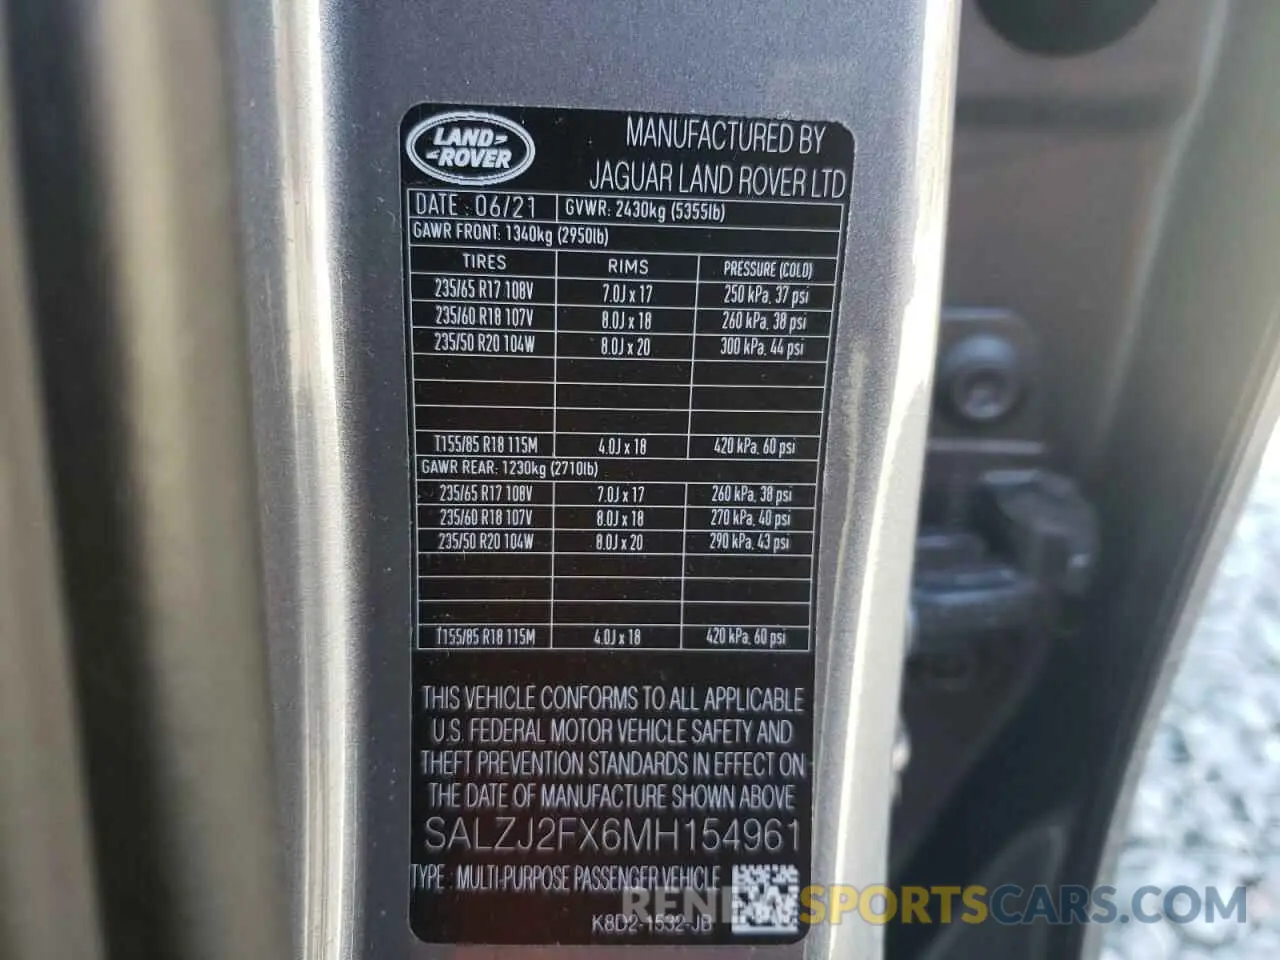 LAND
ROVER
MANUFACTURED BY
JAGUAR LAND ROVER LTD
DATE : 06/21 GVWR: 2430kg (5355lb)
GAWR FRONT: 1340kg (2950lb)
TIRES RIMS PRESSURE (COLD)
235/65 R17 108V 7.0J x 17 250 kPa, 37 psi
235/60 R18 107V 8.0J x 18 260 kPa, 38 psi
235/50 R20 104W 8.0J x 20 300 kPa, 44 psi
T155/85 R18 115M 4.0J x 18 420 kPa, 60 psi
GAWR REAR: 1230kg (2710lb)
235/65 R17 108V 7.0J x 17 260 kPa, 38 psi
235/60 R18 107V 8.0J x 18 270 kPa, 40 psi
235/50 R20 104W 8.0J x 20 290 kPa, 43 psi
T155/85 R18 115M 4.0J x 18 420 kPa, 60 psi
THIS VEHICLE CONFORMS TO ALL APPLICABLE
U.S. FEDERAL MOTOR VEHICLE SAFETY AND
THEFT PREVENTION STANDARDS IN EFFECT ON
THE DATE OF MANUFACTURE SHOWN ABOVE
SALZJ2FX6MH154961
TYPE : MULTI-PURPOSE PASSENGER VEHICLE
K8D2-1532-JB
SPORTSCARS.COM